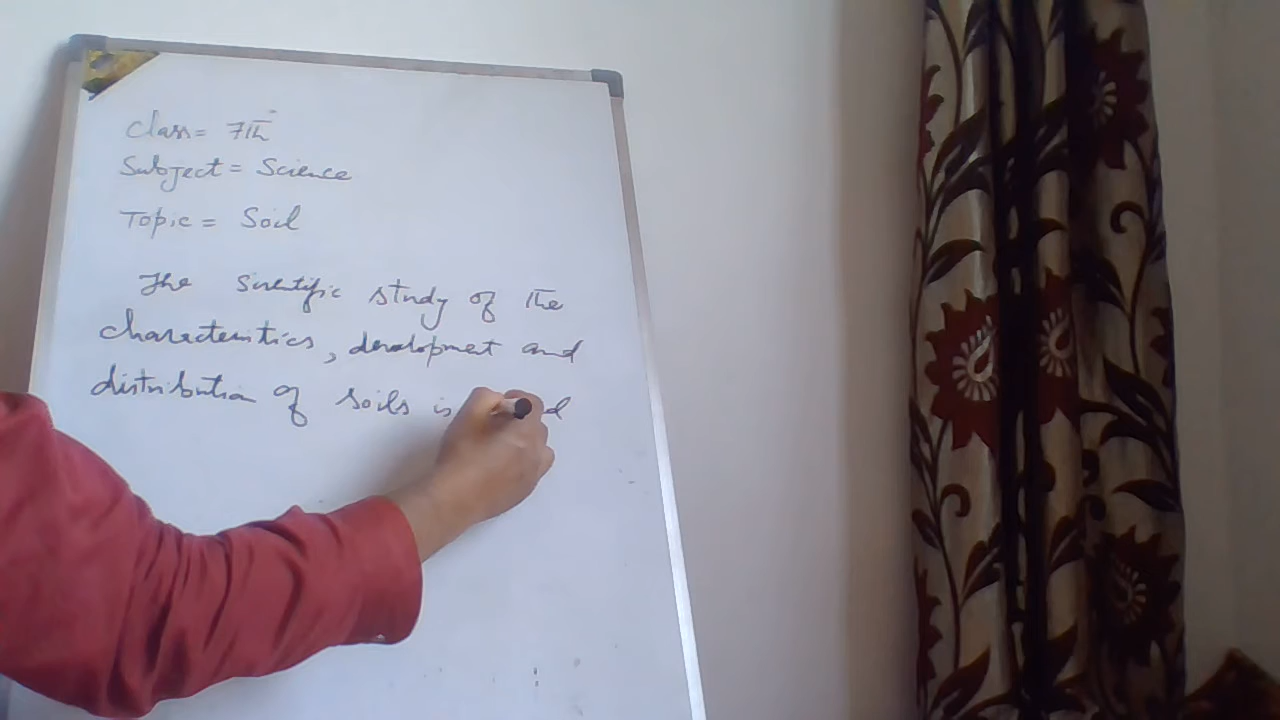 Class = 7th
Subject = Science
Topic = Soil
The Scientific study of the
characteristics, development and
distribution of soils is